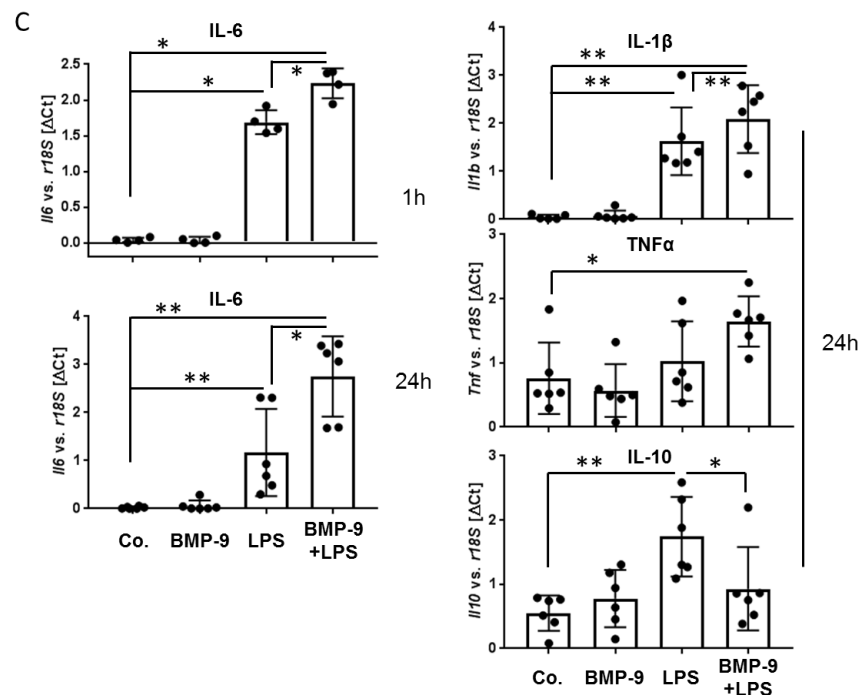 C
IL-6
*
*
*
2.5
2.0
1.5
1.0
0.5
0.0
Il6 vs. r18S [ΔCt]
1h
IL-6
**
*
**
4
3
2
1
0
Il6 vs. r18S [ΔCt]
24h
Co. BMP-9 LPS BMP-9
+LPS
IL-1β
**
**
**
4
3
2
1
0
Il1b vs. r18S [ΔCt]
TNFα
*
3
2
1
0
Tnf vs. r18S [ΔCt]
24h
IL-10
**
*
3
2
1
0
Il10 vs. r18S [ΔCt]
Co. BMP-9 LPS BMP-9
+LPS